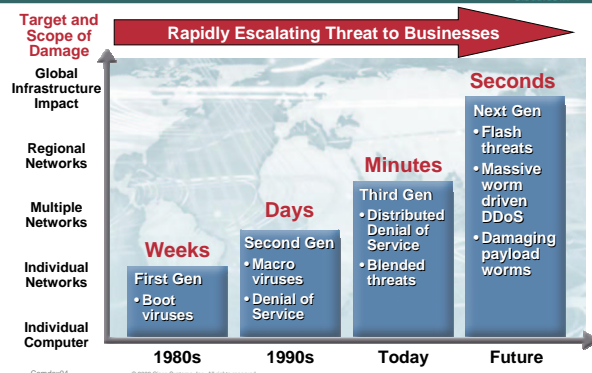 Target and
Scope of
Damage
Rapidly Escalating Threat to Businesses
Global
Infrastructure
Impact
Regional
Networks
Multiple
Networks
Individual
Networks
Individual
Computer
Weeks
First Gen
• Boot
viruses
1980s
Days
Second Gen
• Macro
viruses
• Denial of
Service
1990s
Minutes
Third Gen
• Distributed
Denial of
Service
• Blended
threats
Today
Seconds
Next Gen
• Flash
threats
• Massive
worm
driven
DDoS
• Damaging
payload
worms
Future